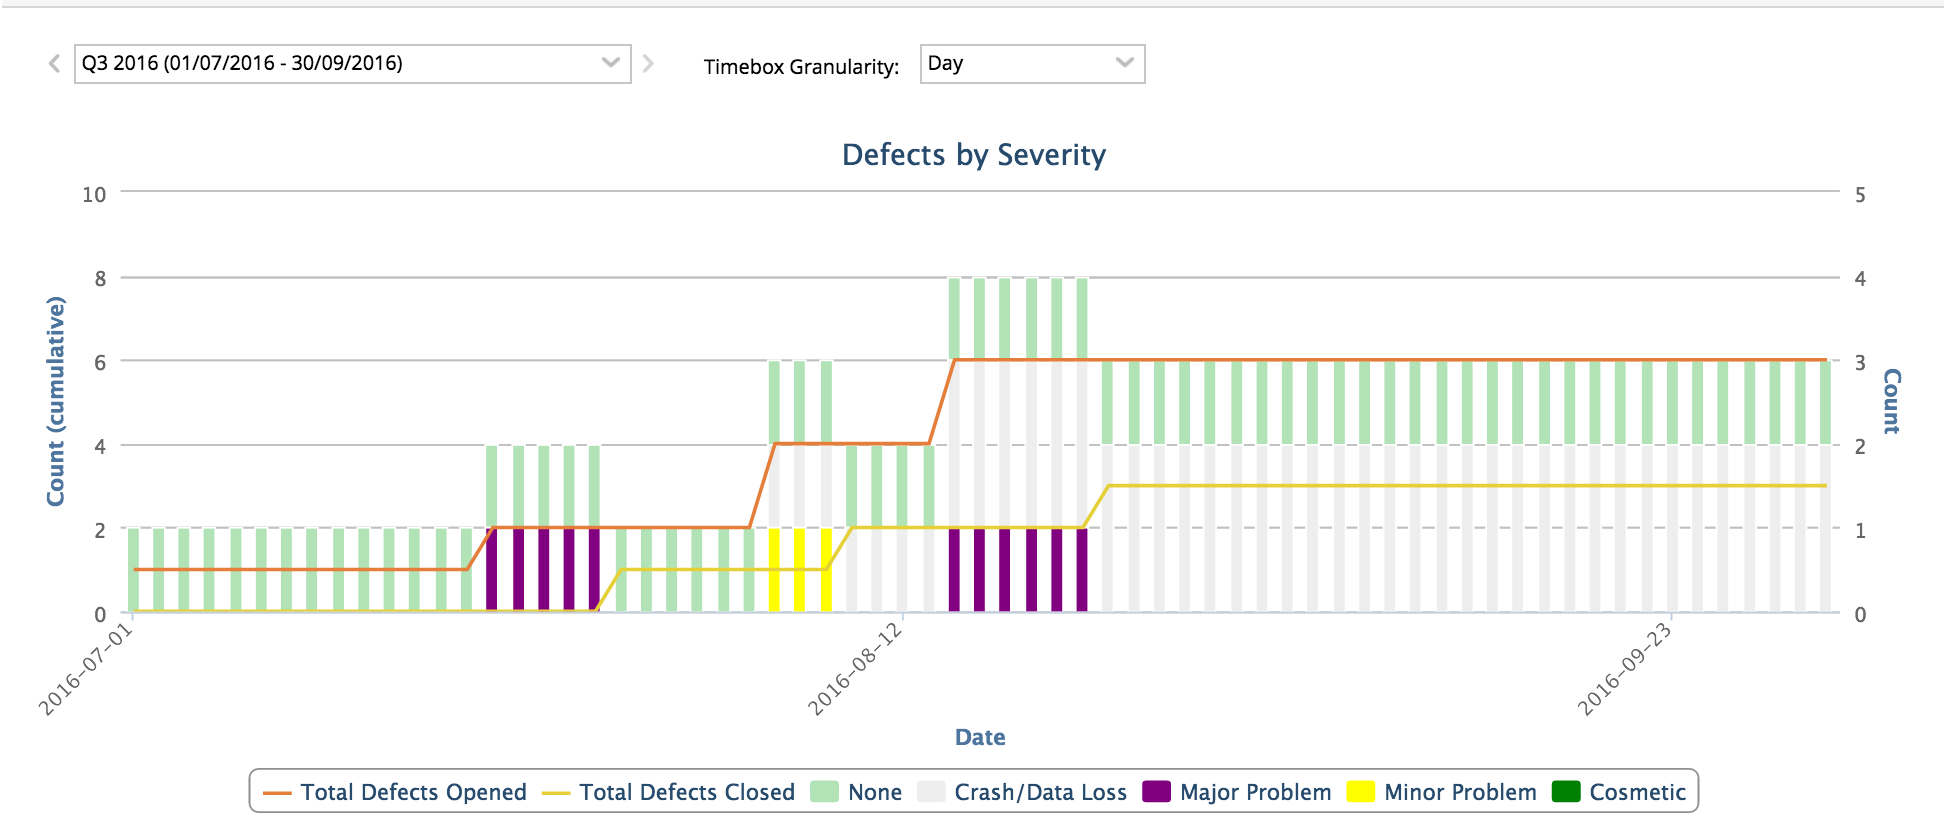 Q3 2016 (01/07/2016 - 30/09/2016)
Timebox Granularity:
Day
Defects by Severity
10
8
6
4
2
0
Count (cumulative)
5
4
3
2
1
0
Count
2016-07-01
2016-08-12
2016-09-23
Date
Total Defects Opened
Total Defects Closed
None
Crash/Data Loss
Major Problem
Minor Problem
Cosmetic